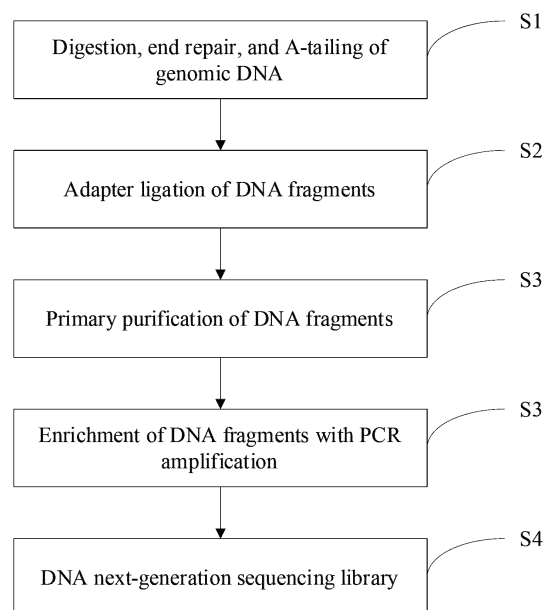 S1
Digestion, end repair, and A-tailing of
genomic DNA
S2
Adapter ligation of DNA fragments
S3
Primary purification of DNA fragments
S3
Enrichment of DNA fragments with PCR
amplification
S4
DNA next-generation sequencing library